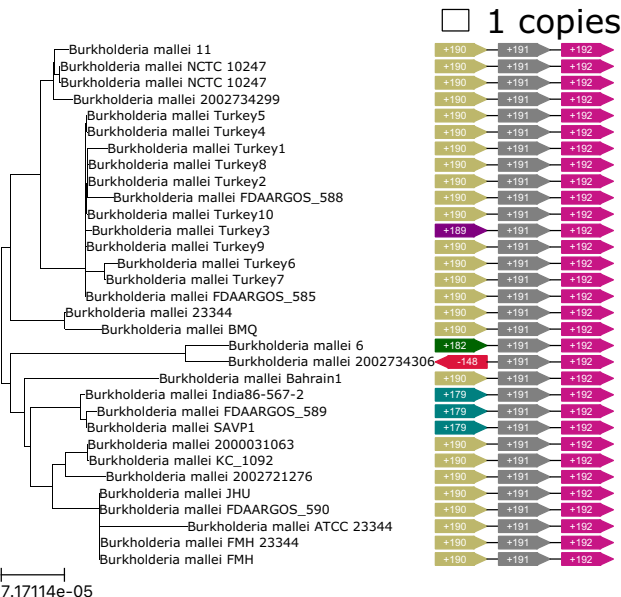 1 copies
Burkholderia mallei 11 +190 +191 +192
Burkholderia mallei NCTC 10247 +190 +191 +192
Burkholderia mallei NCTC 10247 +190 +191 +192
Burkholderia mallei 2002734299 +190 +191 +192
Burkholderia mallei Turkey5 +190 +191 +192
Burkholderia mallei Turkey4 +190 +191 +192
Burkholderia mallei Turkey1 +190 +191 +192
Burkholderia mallei Turkey8 +190 +191 +192
Burkholderia mallei Turkey2 +190 +191 +192
Burkholderia mallei FDAARGOS_588 +190 +191 +192
Burkholderia mallei Turkey10 +190 +191 +192
Burkholderia mallei Turkey3 +189 +191 +192
Burkholderia mallei Turkey9 +190 +191 +192
Burkholderia mallei Turkey6 +190 +191 +192
Burkholderia mallei Turkey7 +190 +191 +192
Burkholderia mallei FDAARGOS_585 +190 +191 +192
Burkholderia mallei 23344 +190 +191 +192
Burkholderia mallei BMQ +190 +191 +192
Burkholderia mallei 6 +182 +191 +192
Burkholderia mallei 2002734306 -148 +191 +192
Burkholderia mallei Bahrain1 +190 +191 +192
Burkholderia mallei India86-567-2 +179 +191 +192
Burkholderia mallei FDAARGOS_589 +179 +191 +192
Burkholderia mallei SAVP1 +179 +191 +192
Burkholderia mallei 2000031063 +190 +191 +192
Burkholderia mallei KC_1092 +190 +191 +192
Burkholderia mallei 2002721276 +190 +191 +192
Burkholderia mallei JHU +190 +191 +192
Burkholderia mallei FDAARGOS_590 +190 +191 +192
Burkholderia mallei ATCC 23344 +190 +191 +192
Burkholderia mallei FMH 23344 +190 +191 +192
Burkholderia mallei FMH +190 +191 +192
7.17114e-05